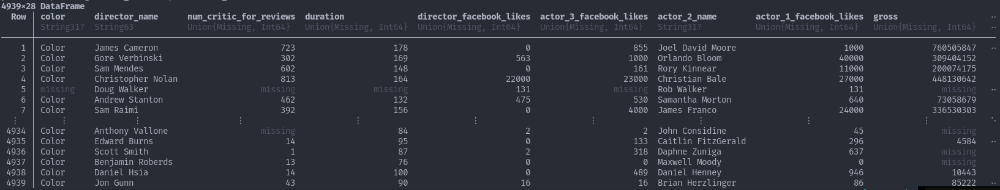 4939×28 DataFrame
Row color director_name num_critic_for_reviews duration director_facebook_likes actor_3_facebook_likes actor_2_name actor_1_facebook_likes gross ⋯
String31? String63 Union{Missing, Int64} Union{Missing, Int64} Union{Missing, Int64} Union{Missing, Int64} String31? Union{Missing, Int64} Union{Missing, Int64} ⋯
1 Color James Cameron 723 178 0 855 Joel David Moore 1000 760505847 ⋯
2 Color Gore Verbinski 302 169 563 1000 Orlando Bloom 40000 309404152
3 Color Sam Mendes 602 148 0 161 Rory Kinnear 11000 200074175
4 Color Christopher Nolan 813 164 22000 23000 Christian Bale 27000 448130642
5 missing Doug Walker missing missing 131 missing Rob Walker 131 missing ⋯
6 Color Andrew Stanton 462 132 475 530 Samantha Morton 640 73058679
7 Color Sam Raimi 392 156 0 4000 James Franco 24000 336530303
⋮ ⋮ ⋮ ⋮ ⋮ ⋮ ⋮ ⋮ ⋮ ⋮ ⋱
4934 Color Anthony Vallone missing 84 2 2 John Considine 45 missing
4935 Color Edward Burns 14 95 0 133 Caitlin FitzGerald 296 4584 ⋯
4936 Color Scott Smith 1 87 2 318 Daphne Zuniga 637 missing
4937 Color Benjamin Roberds 13 76 0 0 Maxwell Moody 0 missing
4938 Color Daniel Hsia 14 100 0 489 Daniel Henney 946 10443
4939 Color Jon Gunn 43 90 16 16 Brian Herzlinger 86 85222 ⋯